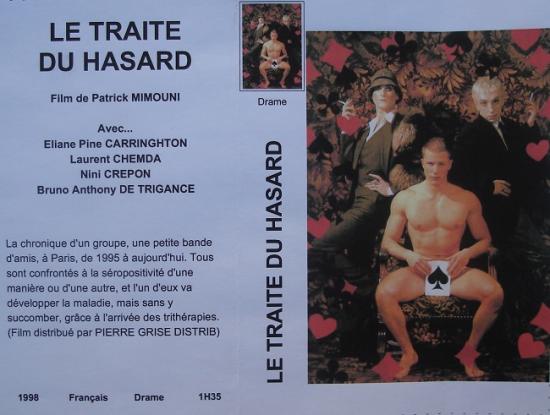 LE TRAITE
DU HASARD
Film de Patrick MIMOUNI
Avec...
Eliane Pine CARRINGHTON
Laurent CHEMDA
Nini CREPON
Bruno Anthony DE TRIGANCE
La chronique d'un groupe, une petite bande
d'amis, à Paris, de 1995 à aujourd'hui. Tous
sont confrontés à la séropositivité d'une
manière ou d'une autre, et l'un d'eux va
développer la maladie, mais sans y
succomber, grâce à l'arrivée des trithérapies.
(Film distribué par PIERRE GRISE DISTRIB)
1998 Français Drame 1H35
Drame
LE TRAITE DU HASARD